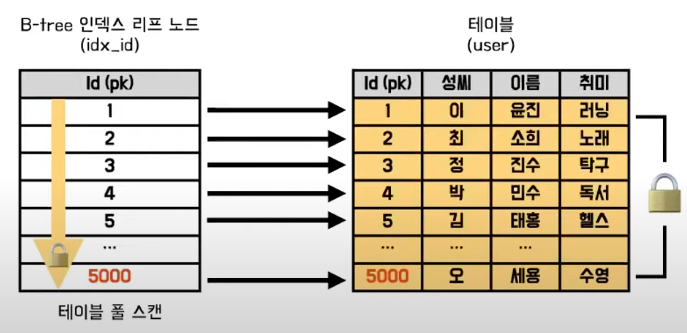 B-tree 인덱스 리프 노드
(idx_id)
테이블
(user)
Id (pk)
1
2
3
4
5
...
5000
테이블 풀 스캔
Id (pk) 성씨 이름 취미
1 이 윤진 러닝
2 최 소희 노래
3 정 진수 탁구
4 박 민수 독서
5 김 태홍 헬스
... ... ...
5000 오 세용 수영